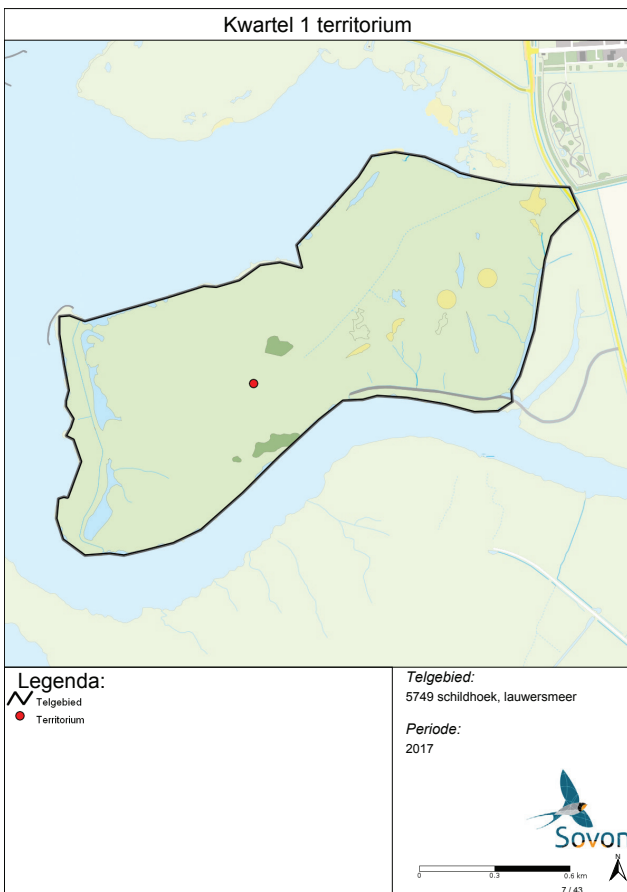 Kwartel 1 territorium
Legenda:
Telgebied
Territorium
Telgebied:
5749 schildhoek, lauwersmeer
Periode:
2017
Sovon
N
0 0.3 0.6 km
7 / 43